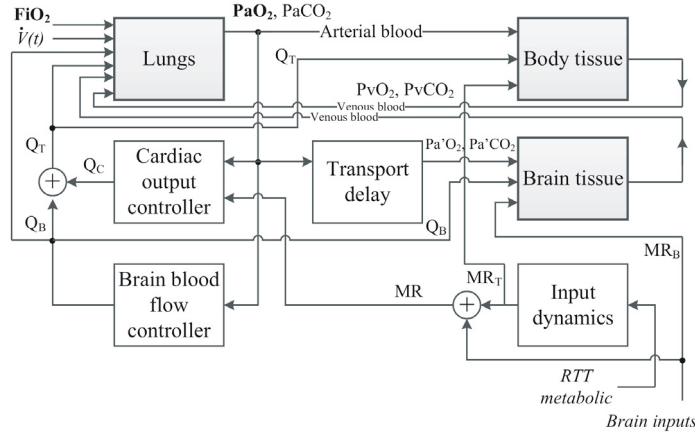 FiO₂
V̇(t)
PaO₂, PaCO₂
Lungs
Arterial blood
Body tissue
Q_T
PvO₂, PvCO₂
Venous blood
Venous blood
Q_T
Q_C
Cardiac
output
controller
Transport
delay
Pa'O₂, Pa'CO₂
Brain tissue
Q_B
Q_B
MR_B
Brain blood
flow
controller
MR
MR_T
Input
dynamics
RTT
metabolic
Brain inputs